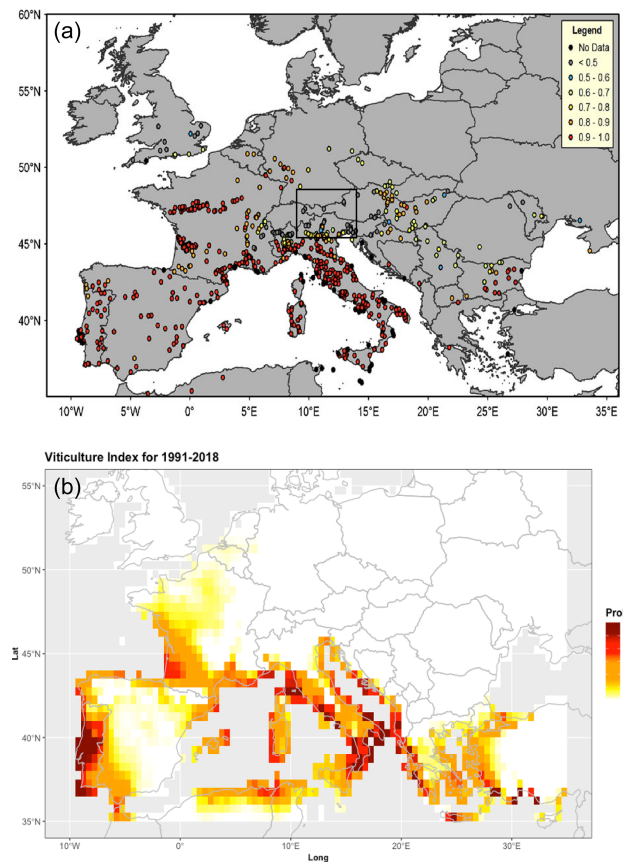 (a)
60°N
55°N
50°N
45°N
40°N
Legend
No Data
< 0.5
0.5 - 0.6
0.6 - 0.7
0.7 - 0.8
0.8 - 0.9
0.9 - 1.0
10°W 5°W 0°E 5°E 10°E 15°E 20°E 25°E 30°E 35°E
Viticulture Index for 1991-2018
(b)
55°N
50°N
45°N
40°N
35°N
Lat
Pro
10°W 0° 10°E 20°E 30°E
Long